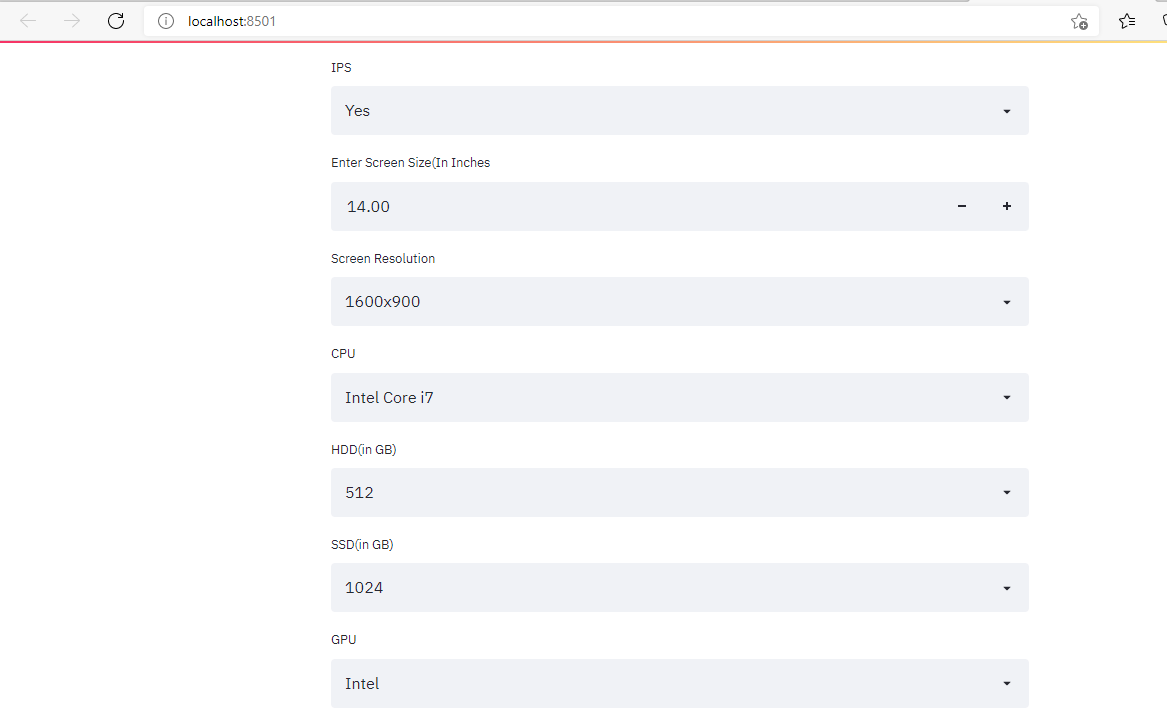 localhost:8501
IPS
Yes
Enter Screen Size(In Inches
14.00
Screen Resolution
1600x900
CPU
Intel Core i7
HDD(in GB)
512
SSD(in GB)
1024
GPU
Intel